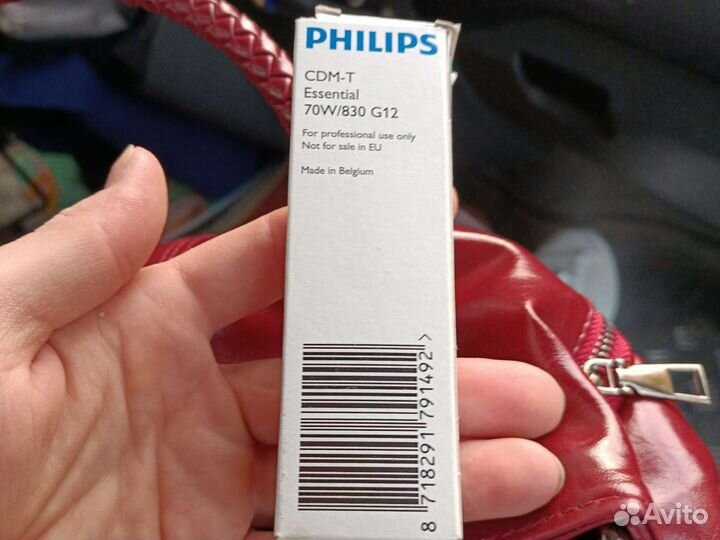 PHILIPS
CDM-T
Essential
70W/830 G12
For professional use only
Not for sale in EU
Made in Belgium
8 718291 791492 >
Avito